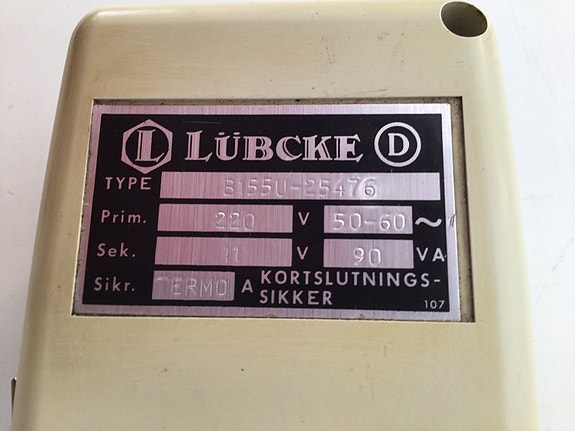 L LÜBCKE D
TYPE B155U-25476
Prim. 220 V 50-60 ~
Sek. 11 V 90 VA
Sikr. TERMO A KORTSLUTNINGS-
SIKKER
107